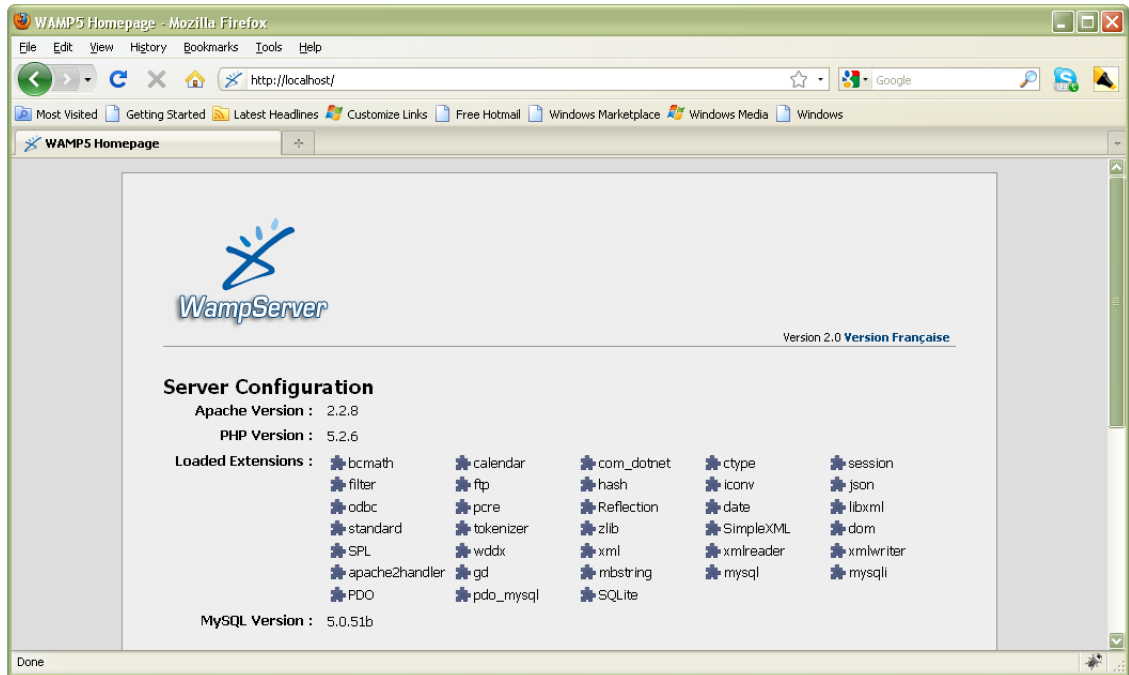 WAMP5 Homepage - Mozilla Firefox
File Edit View History Bookmarks Tools Help
http://localhost/ Google
Most Visited Getting Started Latest Headlines Customize Links Free Hotmail Windows Marketplace Windows Media Windows
WAMP5 Homepage
WampServer
Version 2.0 Version Française
Server Configuration
Apache Version : 2.2.8
PHP Version : 5.2.6
Loaded Extensions : bcmath calendar com_dotnet ctype session
filter ftp hash iconv json
odbc pcre Reflection date libxml
standard tokenizer zlib SimpleXML dom
SPL wddx xml xmlreader xmlwriter
apache2handler gd mbstring mysql mysqli
PDO pdo_mysql SQLite
MySQL Version : 5.0.51b
Done